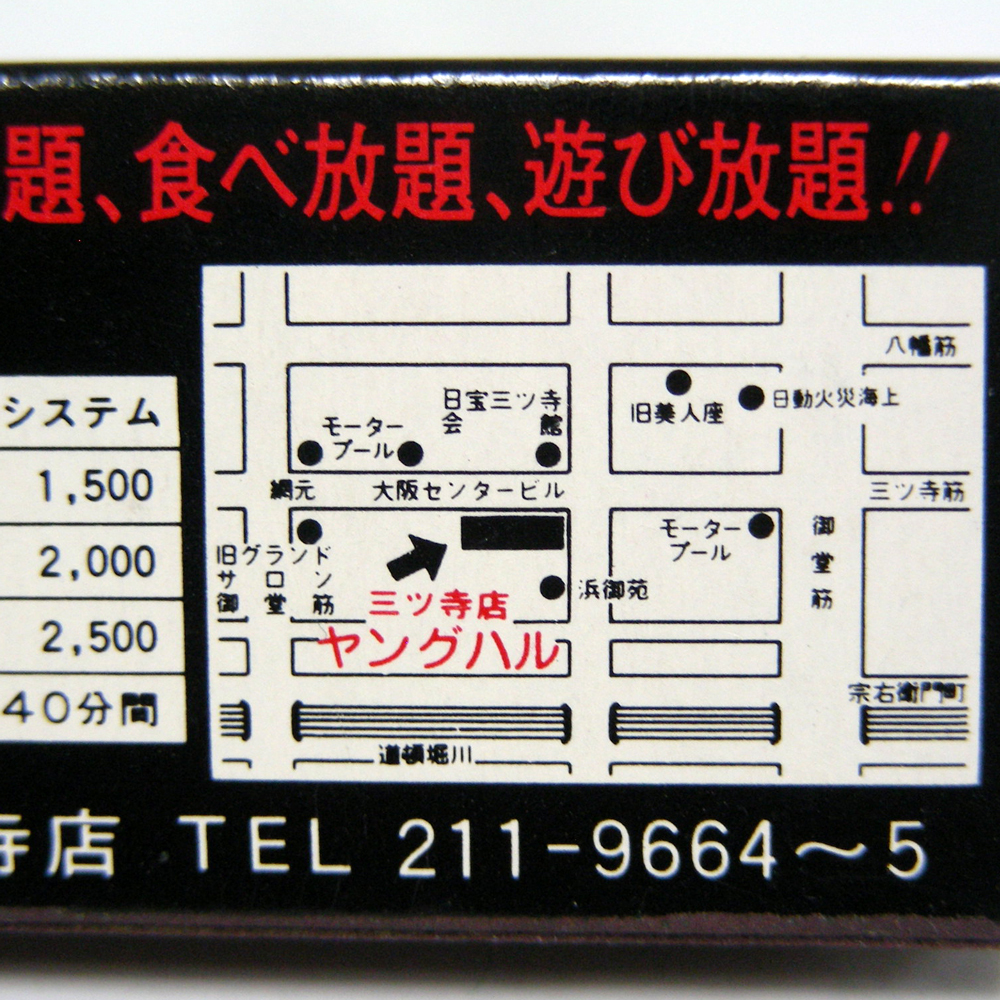 題、食べ放題、遊び放題!!
システム
1,500
2,000
2,500
40分間
八幡筋
日宝三ツ寺
会館
モーター
プール
旧美人座
日動火災海上
網元
大阪センタービル
三ツ寺筋
旧グランド
サロン
御堂筋
モーター
プール
御堂筋
浜御苑
三ツ寺店
ヤングハル
宗右衛門町
道頓堀川
寺店 TEL 211-9664～5